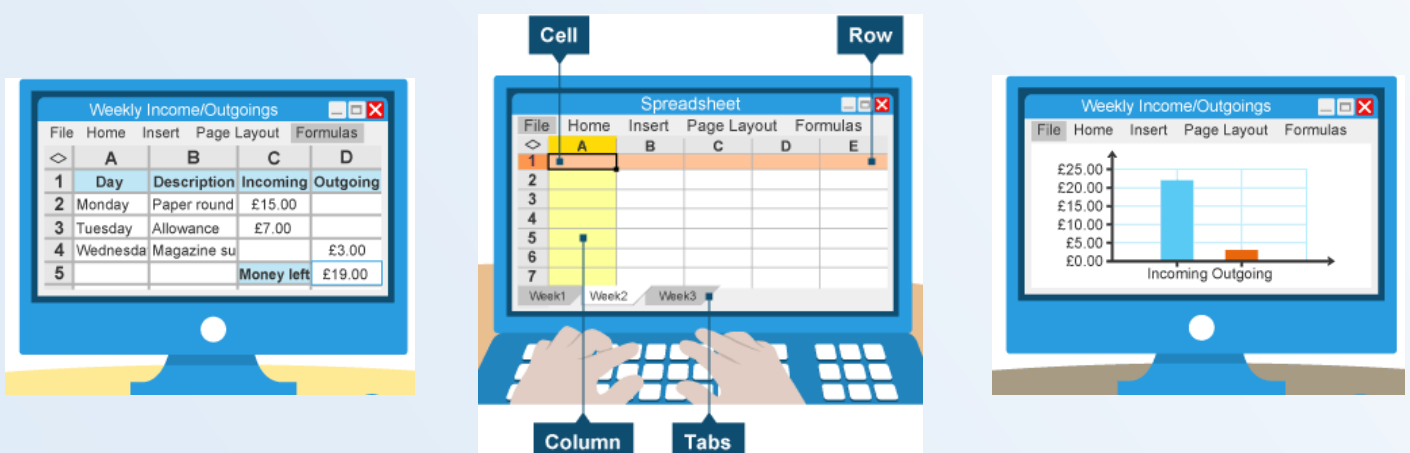 Weekly Income/Outgoings
File Home Insert Page Layout Formulas
A B C D
1 Day Description Incoming Outgoing
2 Monday Paper round £15.00
3 Tuesday Allowance £7.00
4 Wednesda Magazine su £3.00
5 Money left £19.00
Cell Row
Spreadsheet
File Home Insert Page Layout Formulas
A B C D E
1
2
3
4
5
6
7
Week1 Week2 Week3
Column Tabs
Weekly Income/Outgoings
File Home Insert Page Layout Formulas
£25.00
£20.00
£15.00
£10.00
£5.00
£0.00
Incoming Outgoing